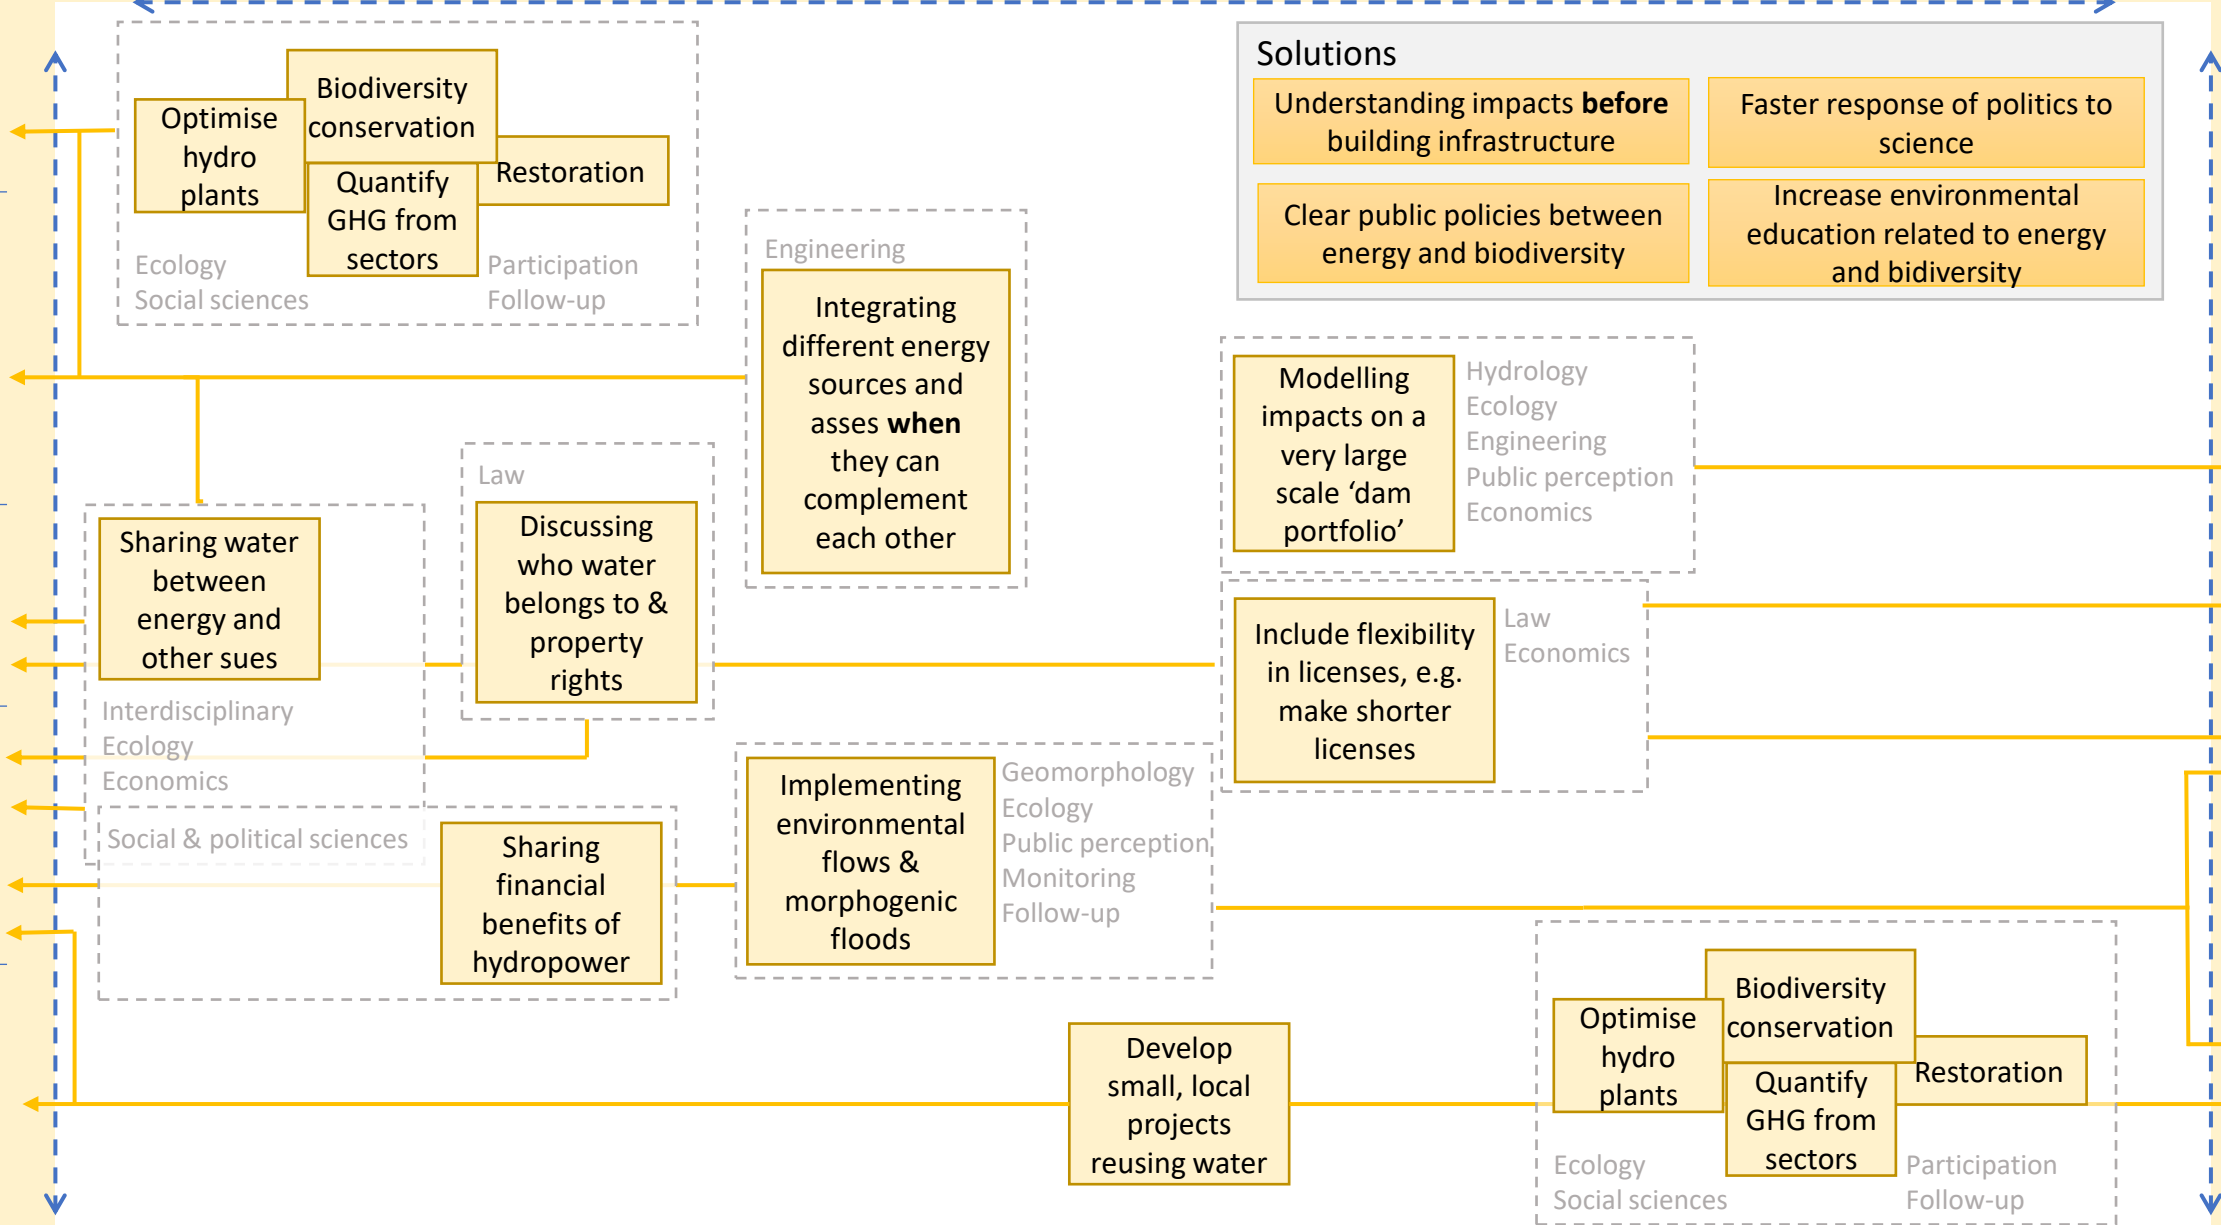 Biodiversity
conservation
Optimise
hydro
plants
Restoration
Quantify
GHG from
sectors
Ecology
Social sciences
Participation
Follow-up
Solutions
Understanding impacts before
building infrastructure
Faster response of politics to
science
Clear public policies between
energy and biodiversity
Increase environmental
education related to energy
and bidiversity
Engineering
Integrating
different energy
sources and
asses when
they can
complement
each other
Modelling
impacts on a
very large
scale ‘dam
portfolio’
Hydrology
Ecology
Engineering
Public perception
Economics
Law
Discussing
who water
belongs to &
property
rights
Sharing water
between
energy and
other sues
Interdisciplinary
Ecology
Economics
Social & political sciences
Include flexibility
in licenses, e.g.
make shorter
licenses
Law
Economics
Sharing
financial
benefits of
hydropower
Implementing
environmental
flows &
morphogenic
floods
Geomorphology
Ecology
Public perception
Monitoring
Follow-up
Develop
small, local
projects
reusing water
Biodiversity
conservation
Optimise
hydro
plants
Restoration
Quantify
GHG from
sectors
Ecology
Social sciences
Participation
Follow-up